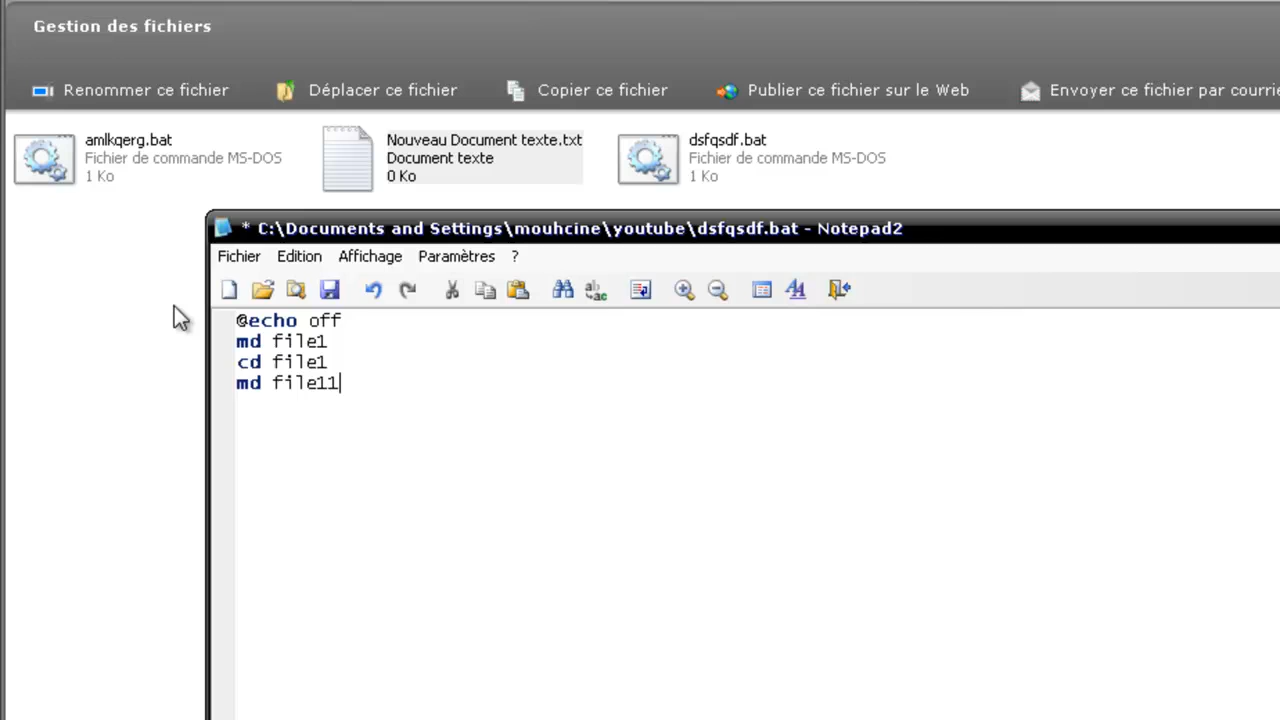 Gestion des fichiers
Renommer ce fichier Déplacer ce fichier Copier ce fichier Publier ce fichier sur le Web Envoyer ce fichier par courrie
amlkqerg.bat
Fichier de commande MS-DOS
1 Ko
Nouveau Document texte.txt
Document texte
0 Ko
dsfqsdf.bat
Fichier de commande MS-DOS
1 Ko
* C:\Documents and Settings\mouhcine\youtube\dsfqsdf.bat - Notepad2
Fichier Edition Affichage Paramètres ?
@echo off
md file1
cd file1
md file11